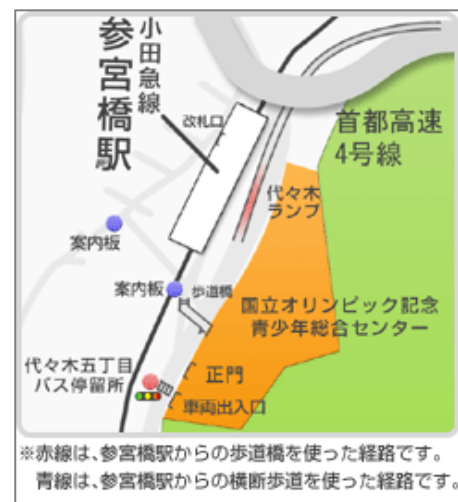 小田急線
参宮橋駅
改札口
首都高速
4号線
代々木
ランプ
案内板
案内板
歩道橋
国立オリンピック記念
青少年総合センター
代々木五丁目
バス停留所
正門
車両出入口
※赤線は、参宮橋駅からの歩道橋を使った経路です。
青線は、参宮橋駅からの横断歩道を使った経路です。